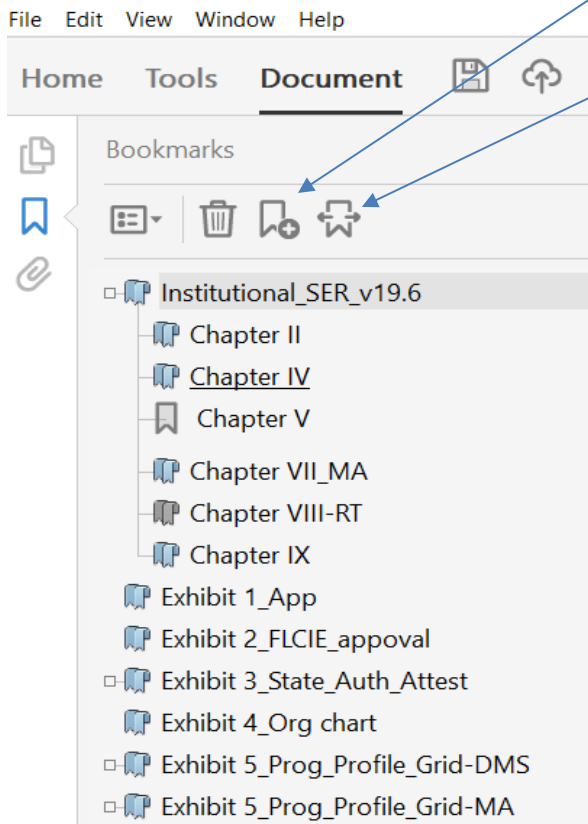 File Edit View Window Help
Home Tools Document
Bookmarks
Institutional_SER_v19.6
Chapter II
Chapter IV
Chapter V
Chapter VII_MA
Chapter VIII-RT
Chapter IX
Exhibit 1_App
Exhibit 2_FLCIE_appoval
Exhibit 3_State_Auth_Attest
Exhibit 4_Org chart
Exhibit 5_Prog_Profile_Grid-DMS
Exhibit 5_Prog_Profile_Grid-MA